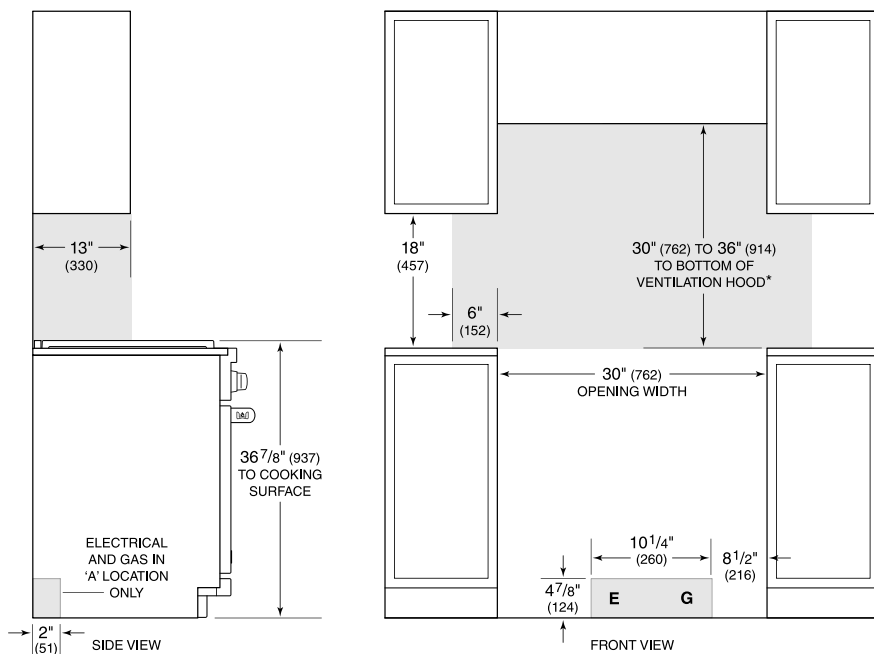 13"
(330)
36 7/8" (937)
TO COOKING
SURFACE
ELECTRICAL
AND GAS IN
'A' LOCATION
ONLY
2"
(51)
SIDE VIEW
18"
(457)
30" (762) TO 36" (914)
TO BOTTOM OF
VENTILATION HOOD*
6"
(152)
30" (762)
OPENING WIDTH
10 1/4"
(260)
8 1/2"
(216)
4 7/8"
(124)
E G
FRONT VIEW